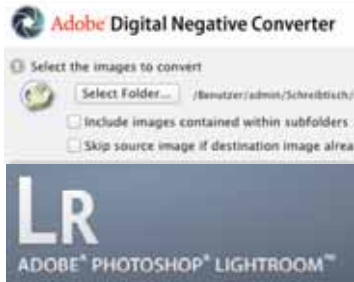 Adobe Digital Negative Converter
① Select the images to convert
Select Folder... /Benutzer/admin/Schreibtisch/
Include images contained within subfolders
Skip source image if destination image alrea
LR
ADOBE® PHOTOSHOP® LIGHTROOM™